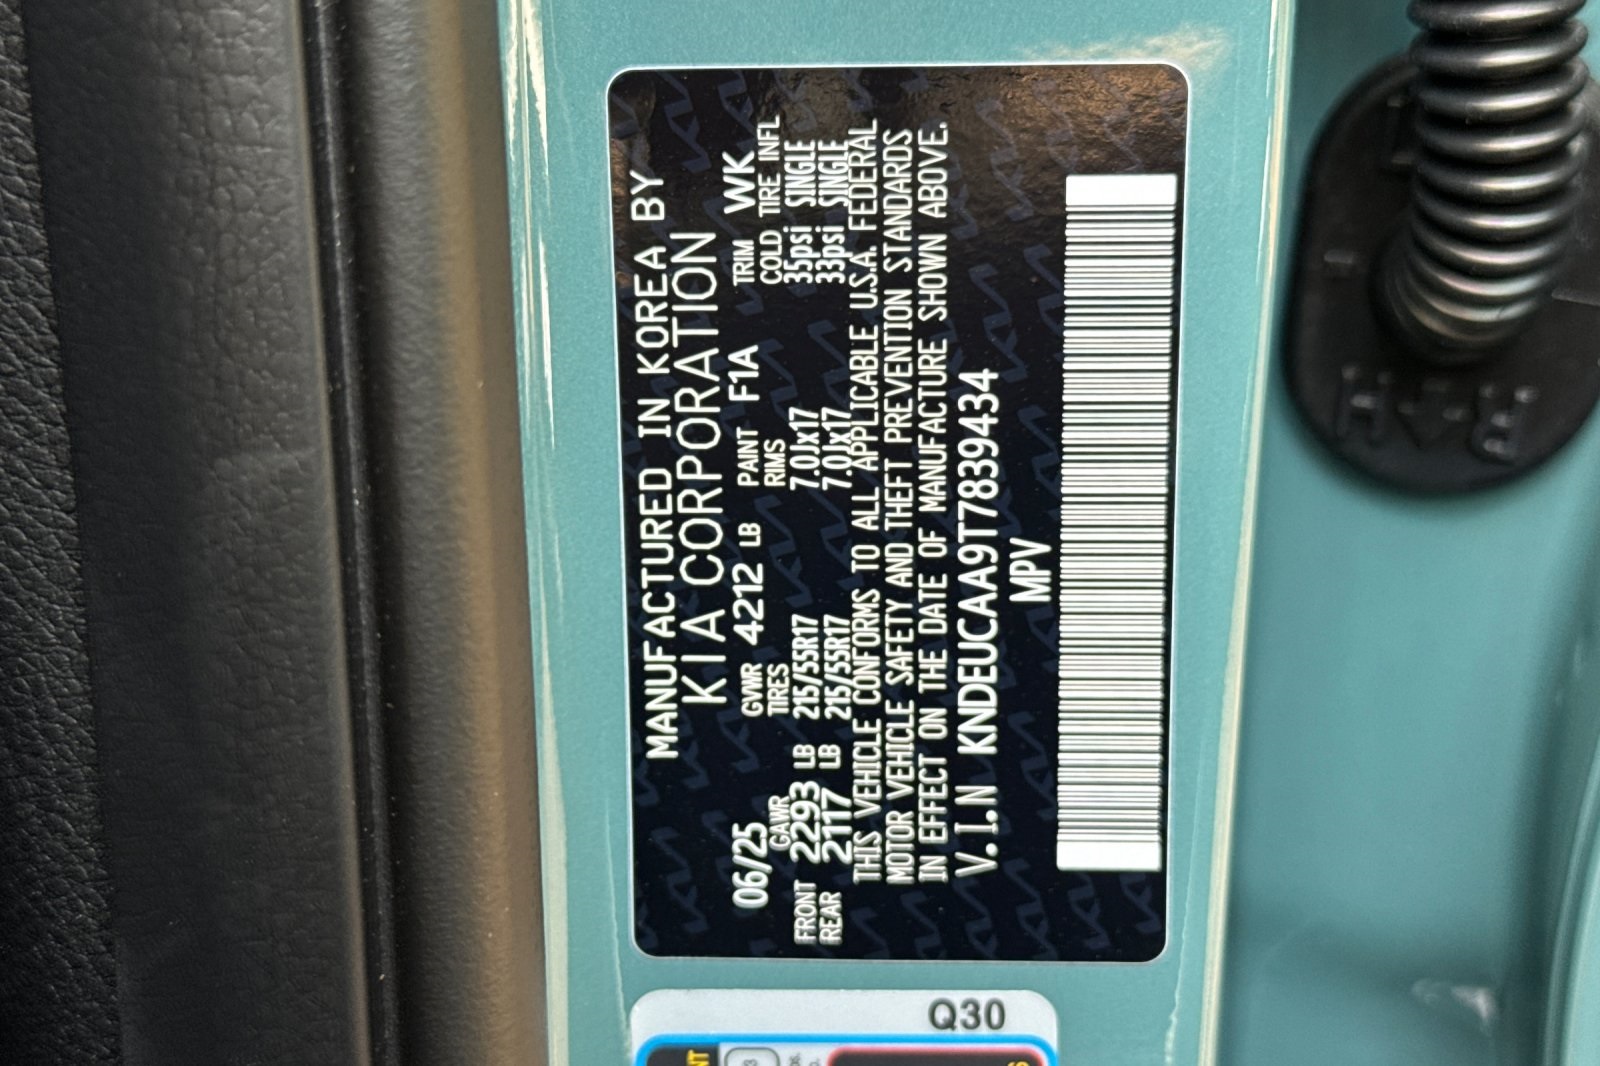 MANUFACTURED IN KOREA BY
KIA CORPORATION
06/25 GVWR 4212 LB PAINT F1A TRIM WK
GAWR TIRES RIMS COLD TIRE INFL
FRONT 2293 LB 215/55R17 7.0Jx17 35psi SINGLE
REAR 2117 LB 215/55R17 7.0Jx17 33psi SINGLE
THIS VEHICLE CONFORMS TO ALL APPLICABLE U.S.A. FEDERAL
MOTOR VEHICLE SAFETY AND THEFT PREVENTION STANDARDS
IN EFFECT ON THE DATE OF MANUFACTURE SHOWN ABOVE.
V.I.N KNDEUCAA9T7839434
MPV
Q30